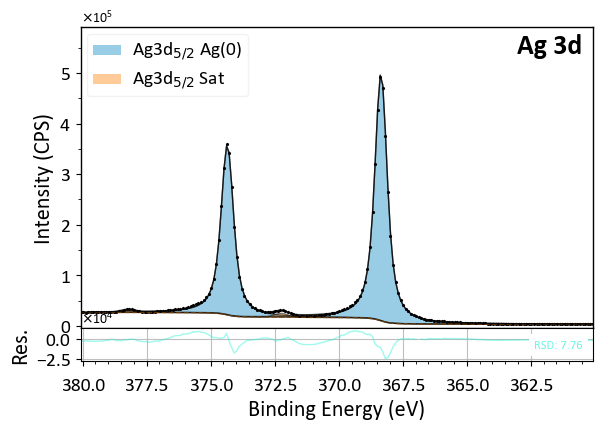 ×10⁵
Ag 3d
Ag3d₅/₂ Ag(0)
Ag3d₅/₂ Sat
Intensity (CPS)
5
4
3
2
1
0
×10⁴
Res.
0.0
−2.5
RSD: 7.76
380.0 377.5 375.0 372.5 370.0 367.5 365.0 362.5
Binding Energy (eV)